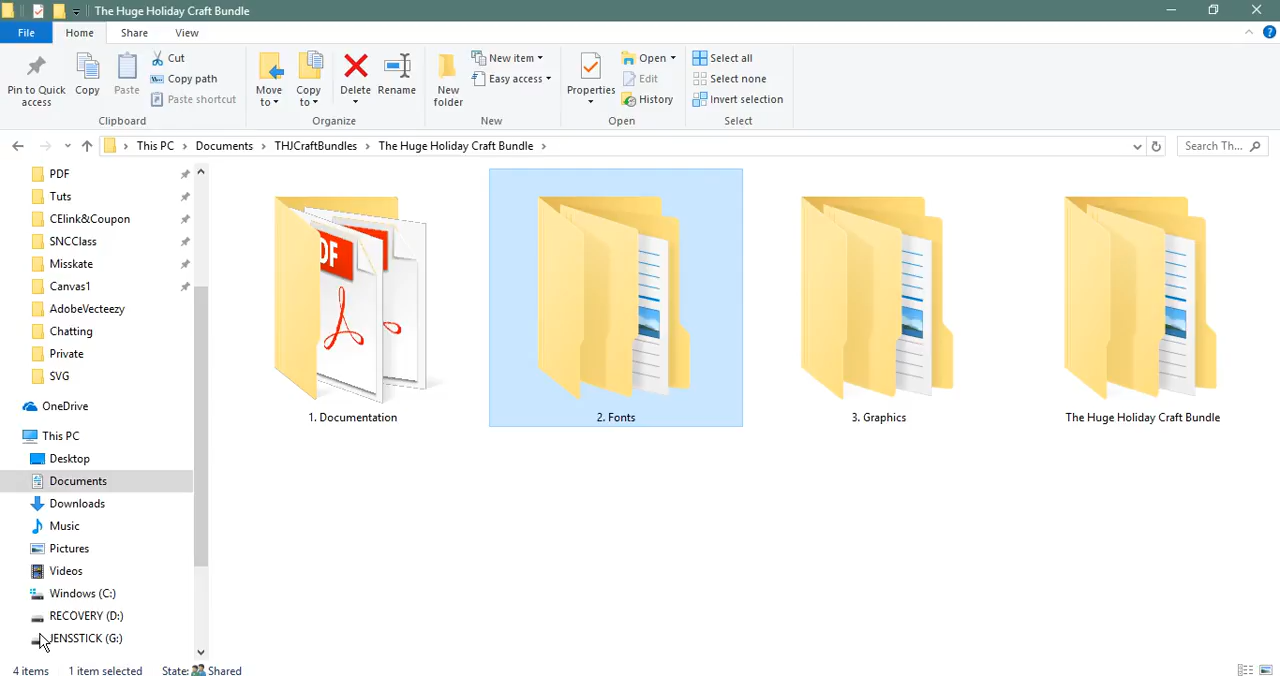 The Huge Holiday Craft Bundle
File Home Share View
Pin to Quick access
Copy
Paste
Cut
Copy path
Paste shortcut
Clipboard
Move to
Copy to
Delete
Rename
Organize
New folder
New item
Easy access
New
Properties
Open
Edit
History
Open
Select all
Select none
Invert selection
Select
This PC > Documents > THJCraftBundles > The Huge Holiday Craft Bundle >
Search Th...
PDF
Tuts
CElink&Coupon
SNCClass
Misskate
Canvas1
AdobeVecteezy
Chatting
Private
SVG
OneDrive
This PC
Desktop
Documents
Downloads
Music
Pictures
Videos
Windows (C:)
RECOVERY (D:)
JENSSTICK (G:)
DF
1. Documentation
2. Fonts
3. Graphics
The Huge Holiday Craft Bundle
4 items 1 item selected State: Shared